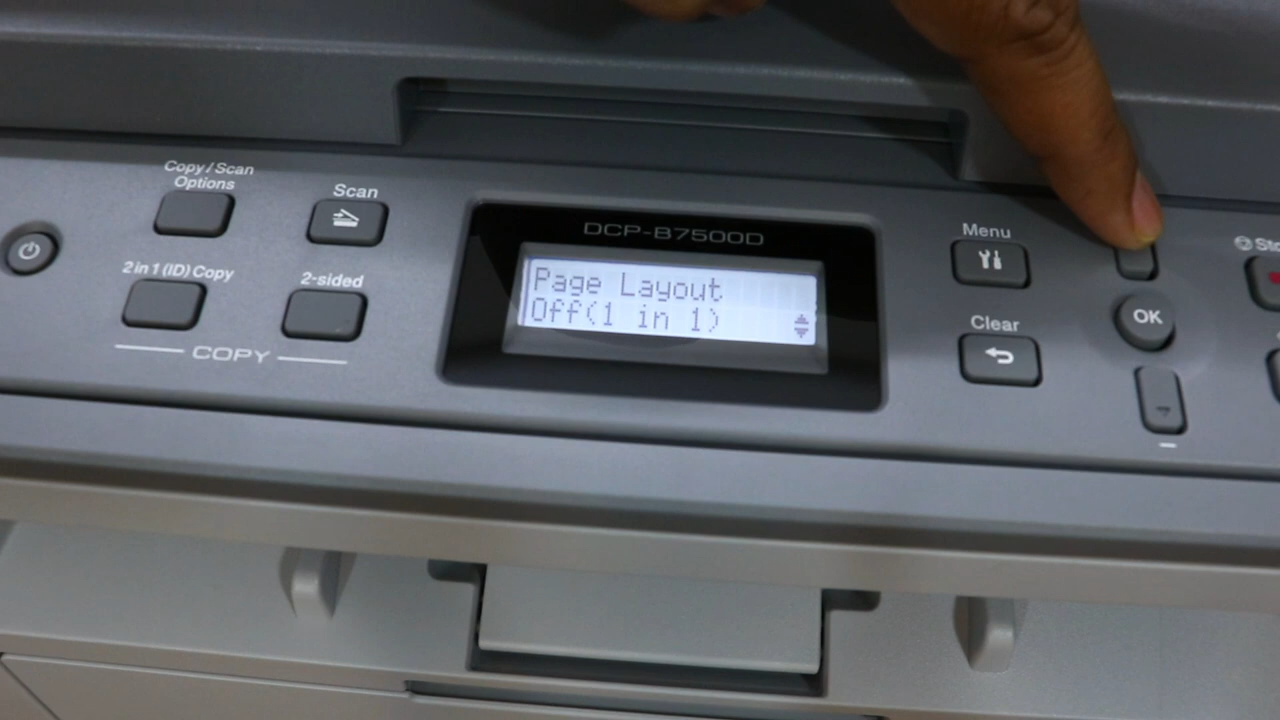 Copy/Scan
Options
Scan
2 in 1 (ID) Copy
2-sided
COPY
DCP-B7500D
Page Layout
Off(1 in 1)
Menu
Clear
OK